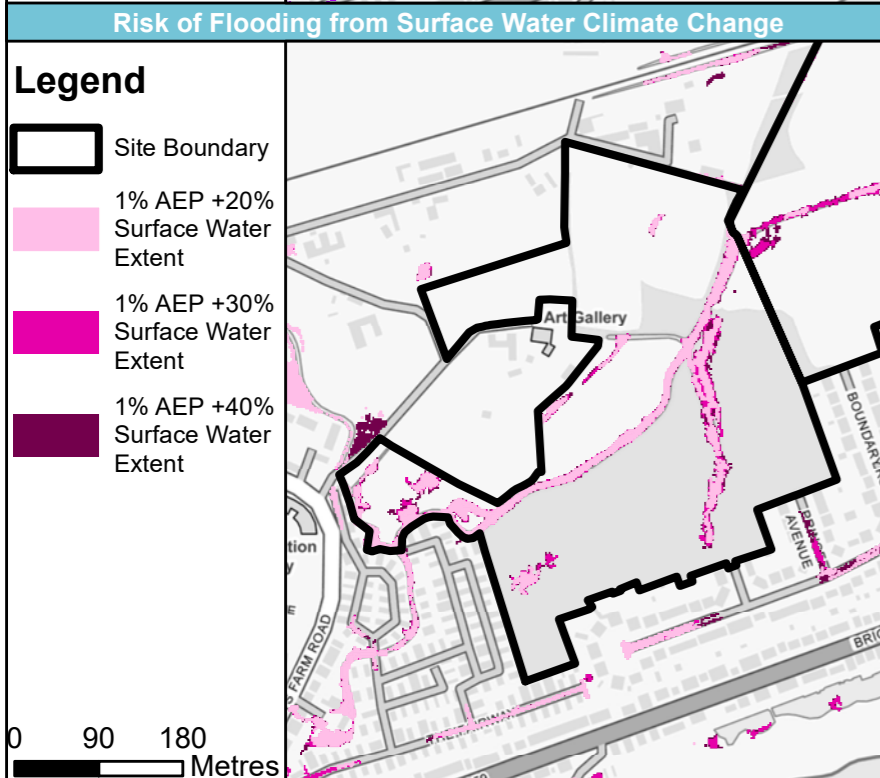 Risk of Flooding from Surface Water Climate Change
Legend
Site Boundary
1% AEP +20%
Surface Water
Extent
1% AEP +30%
Surface Water
Extent
1% AEP +40%
Surface Water
Extent
0 90 180
Metres
Art Gallery
BOUNDARY
AVENUE
FARM ROAD